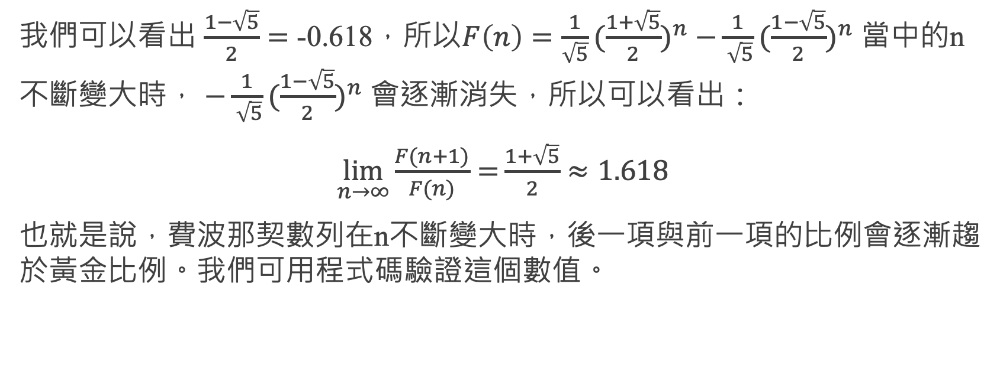 我們可以看出 $\frac{1-\sqrt{5}}{2}$ = -0.618，所以$F(n) = \frac{1}{\sqrt{5}}(\frac{1+\sqrt{5}}{2})^n - \frac{1}{\sqrt{5}}(\frac{1-\sqrt{5}}{2})^n$ 當中的n
不斷變大時， $-\frac{1}{\sqrt{5}}(\frac{1-\sqrt{5}}{2})^n$ 會逐漸消失，所以可以看出：
$\lim_{n\to\infty} \frac{F(n+1)}{F(n)} = \frac{1+\sqrt{5}}{2} \approx 1.618$
也就是說，費波那契數列在n不斷變大時，後一項與前一項的比例會逐漸趨
於黃金比例。我們可用程式碼驗證這個數值。